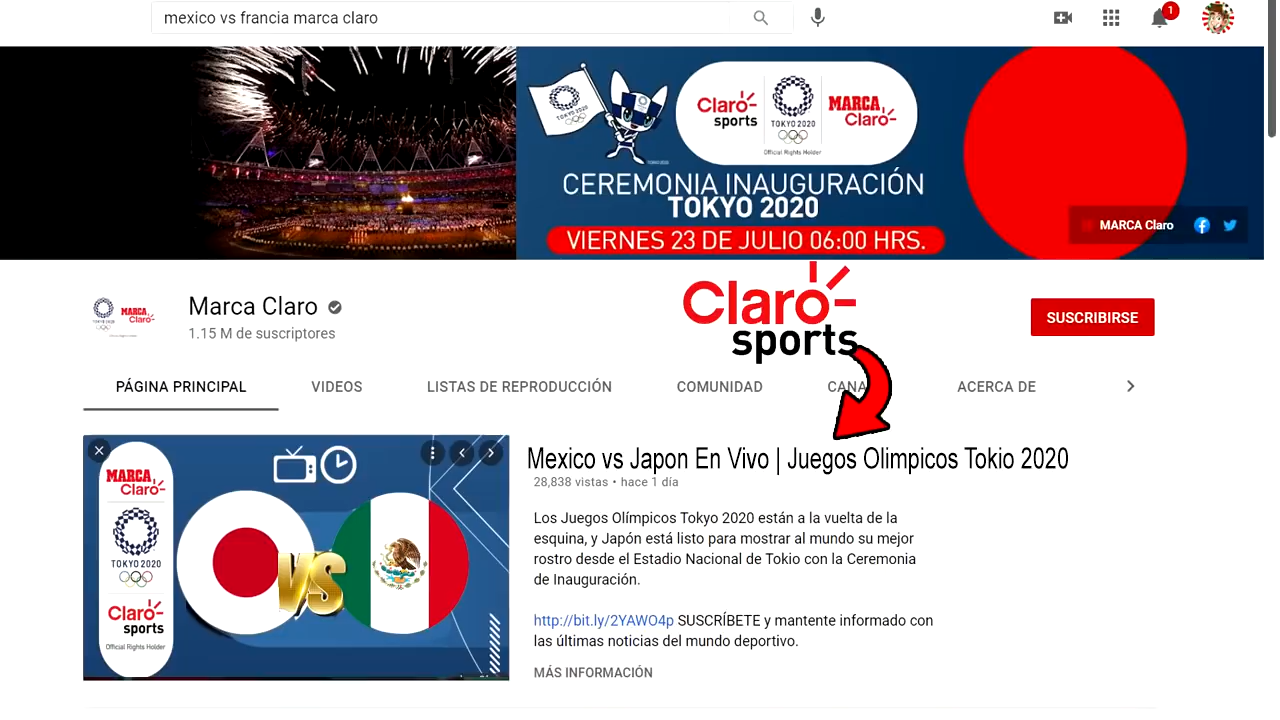 mexico vs francia marca claro
1
TOKYO 2020
Claro
sports
TOKYO 2020
MARCA
Claro
Official Rights Holder
CEREMONIA INAUGURACIÓN
TOKYO 2020
VIERNES 23 DE JULIO 06:00 HRS.
MARCA Claro
Marca Claro
1.15 M de suscriptores
MARCA
Claro
Claro
sports
SUSCRIBIRSE
PÁGINA PRINCIPAL
VIDEOS
LISTAS DE REPRODUCCIÓN
COMUNIDAD
CANA
ACERCA DE
MARCA
Claro
TOKYO 2020
Claro
sports
Official Rights Holder
VS
Mexico vs Japon En Vivo | Juegos Olimpicos Tokio 2020
28,838 vistas • hace 1 día
Los Juegos Olímpicos Tokyo 2020 están a la vuelta de la
esquina, y Japón está listo para mostrar al mundo su mejor
rostro desde el Estadio Nacional de Tokio con la Ceremonia
de Inauguración.
http://bit.ly/2YAWO4p SUSCRÍBETE y mantente informado con
las últimas noticias del mundo deportivo.
MÁS INFORMACIÓN